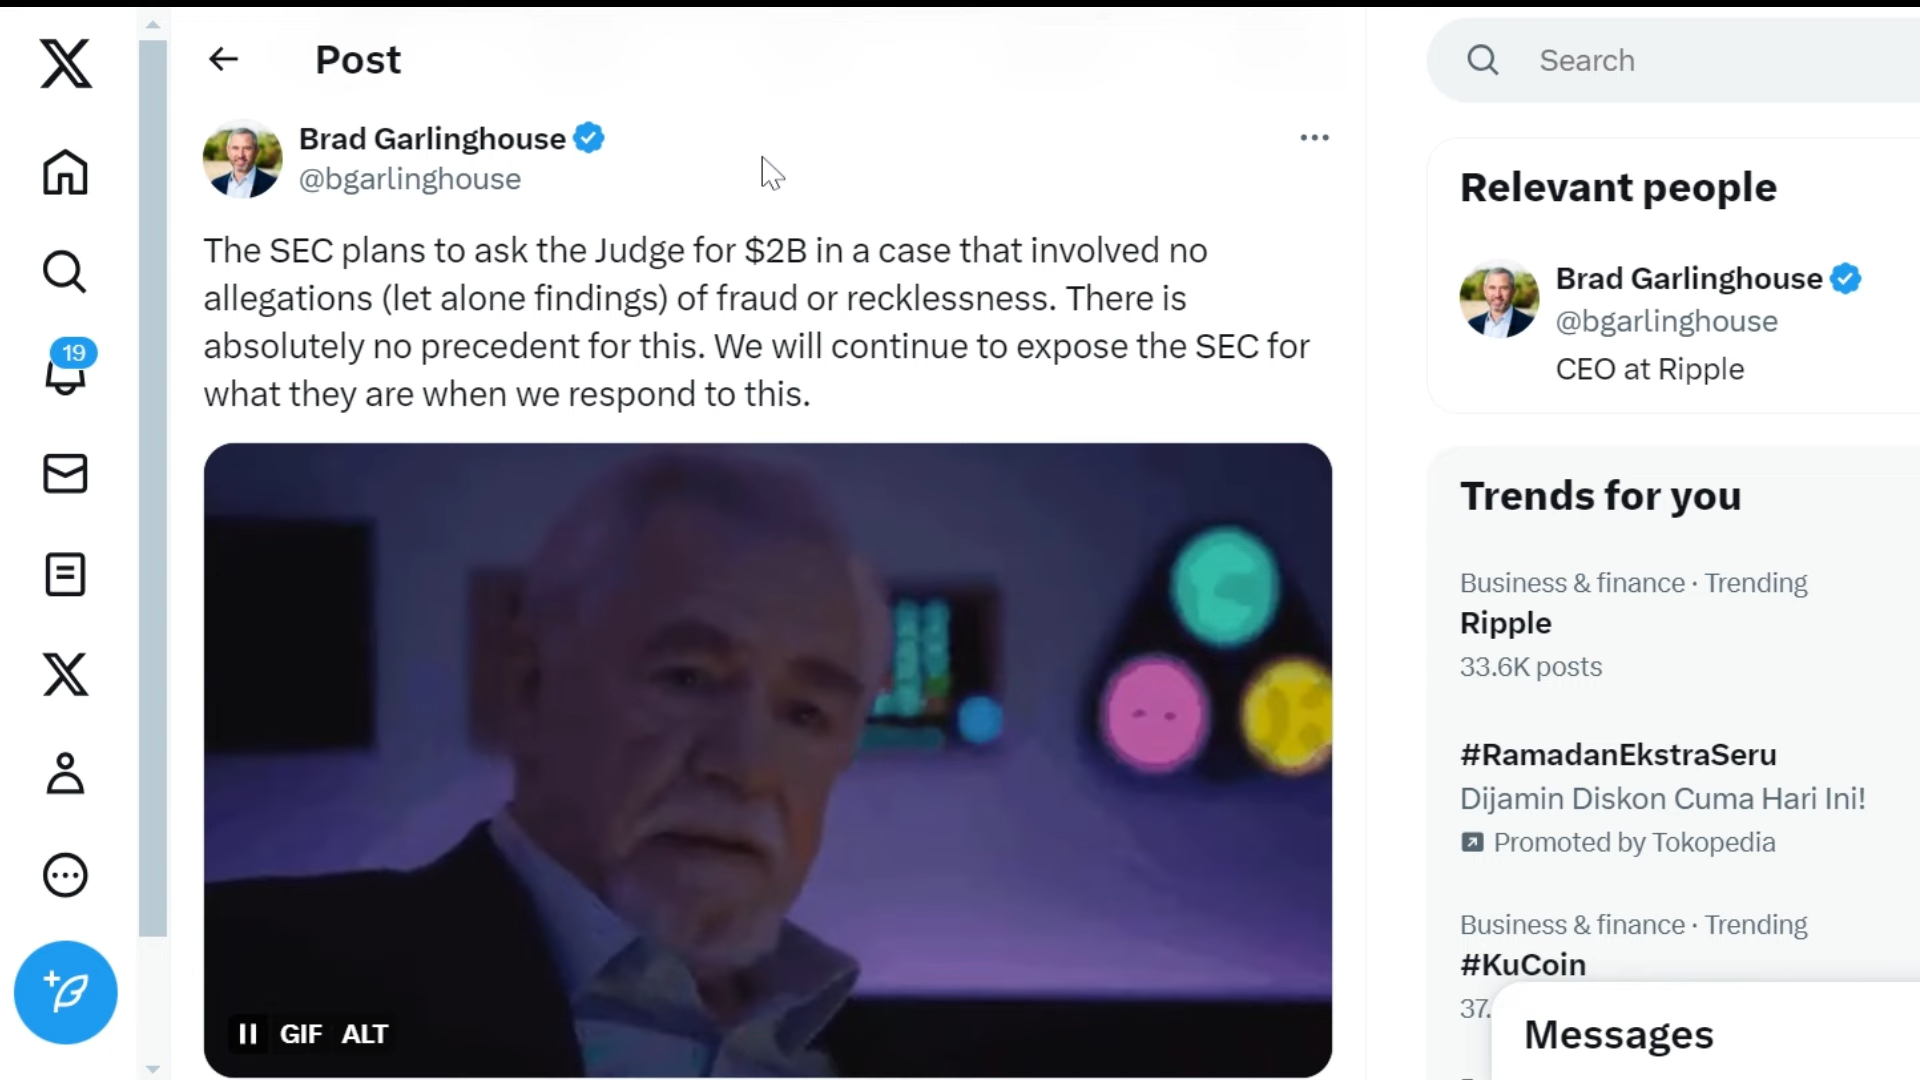 Post
Brad Garlinghouse
@bgarlinghouse
The SEC plans to ask the Judge for $2B in a case that involved no
allegations (let alone findings) of fraud or recklessness. There is
absolutely no precedent for this. We will continue to expose the SEC for
what they are when we respond to this.
GIF ALT
19
Search
Relevant people
Brad Garlinghouse
@bgarlinghouse
CEO at Ripple
Trends for you
Business & finance · Trending
Ripple
33.6K posts
#RamadanEkstraSeru
Dijamin Diskon Cuma Hari Ini!
Promoted by Tokopedia
Business & finance · Trending
#KuCoin
37.
Messages